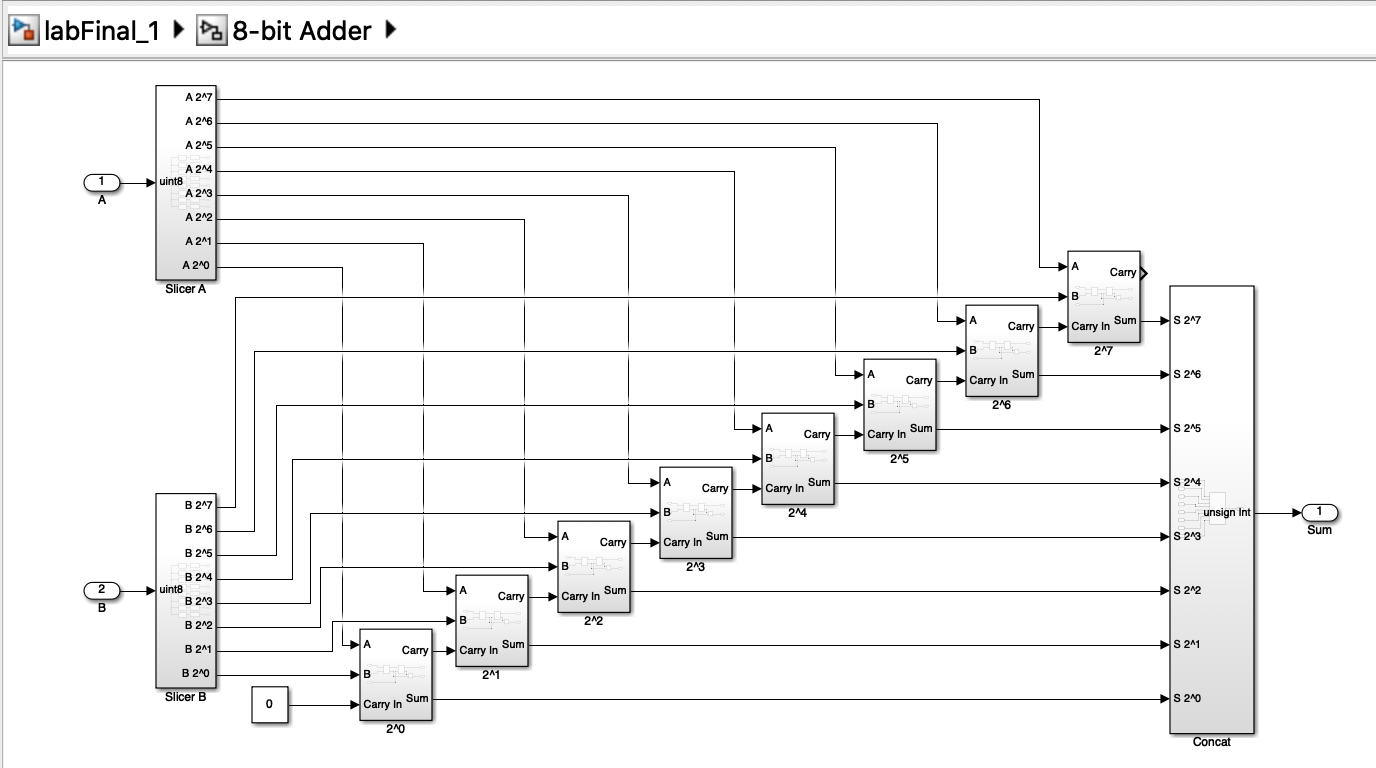 labFinal_1 8-bit Adder
A 2^7
A 2^6
A 2^5
A 2^4
uint8
A 2^3
A 2^2
A 2^1
A 2^0
Slicer A
1
A
B 2^7
B 2^6
B 2^5
B 2^4
uint8
B 2^3
B 2^2
B 2^1
B 2^0
Slicer B
2
B
0
A
B
Carry In
Carry
Sum
2^0
A
B
Carry In
Carry
Sum
2^1
A
B
Carry In
Carry
Sum
2^2
A
B
Carry In
Carry
Sum
2^3
A
B
Carry In
Carry
Sum
2^4
A
B
Carry In
Carry
Sum
2^5
A
B
Carry In
Carry
Sum
2^6
A
B
Carry In
Carry
Sum
2^7
S 2^7
S 2^6
S 2^5
S 2^4
unsign Int
S 2^3
S 2^2
S 2^1
S 2^0
Concat
1
Sum